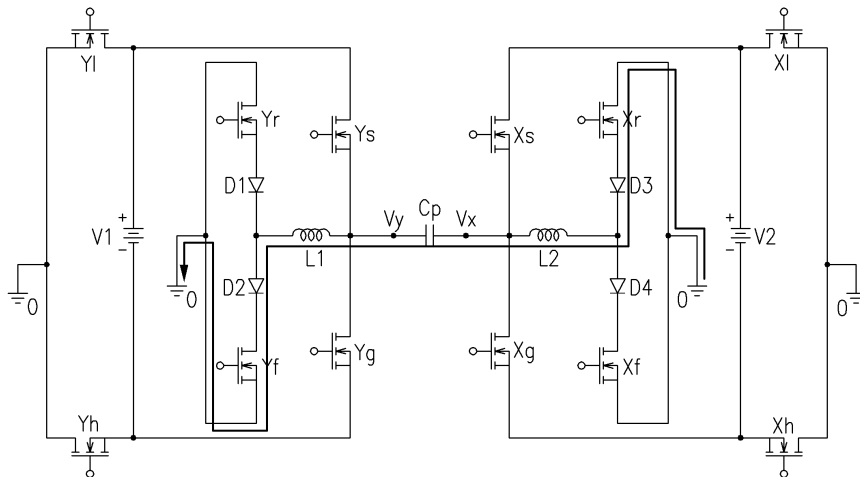 Yl
Xl
Yr
Ys
Xs
Xr
D1
D3
Vy
Cp
Vx
+
V1
-
+
V2
-
L1
L2
D2
D4
0
0
0
0
Yf
Yg
Xg
Xf
Yh
Xh